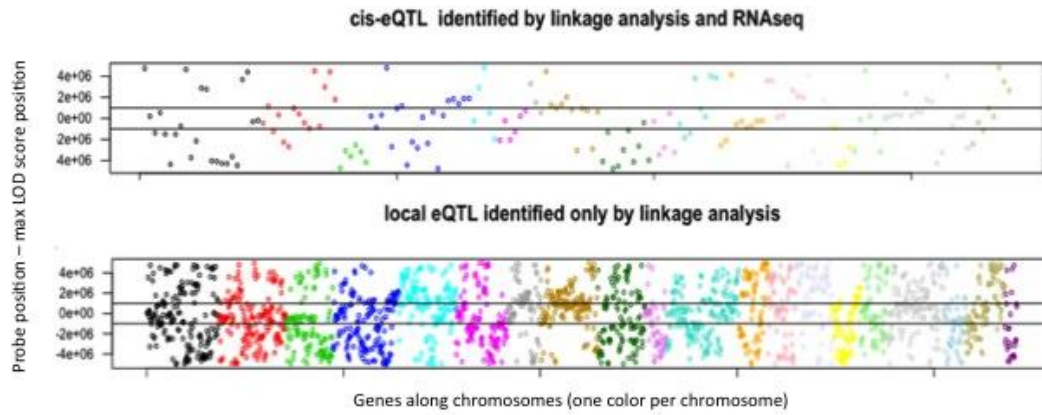 cis-eQTL identified by linkage analysis and RNAseq
4e+06
2e+06
0e+00
2e+06
4e+06
Probe position – max LOD score position
local eQTL identified only by linkage analysis
4e+06
2e+06
0e+00
-2e+06
-4e+06
Genes along chromosomes (one color per chromosome)